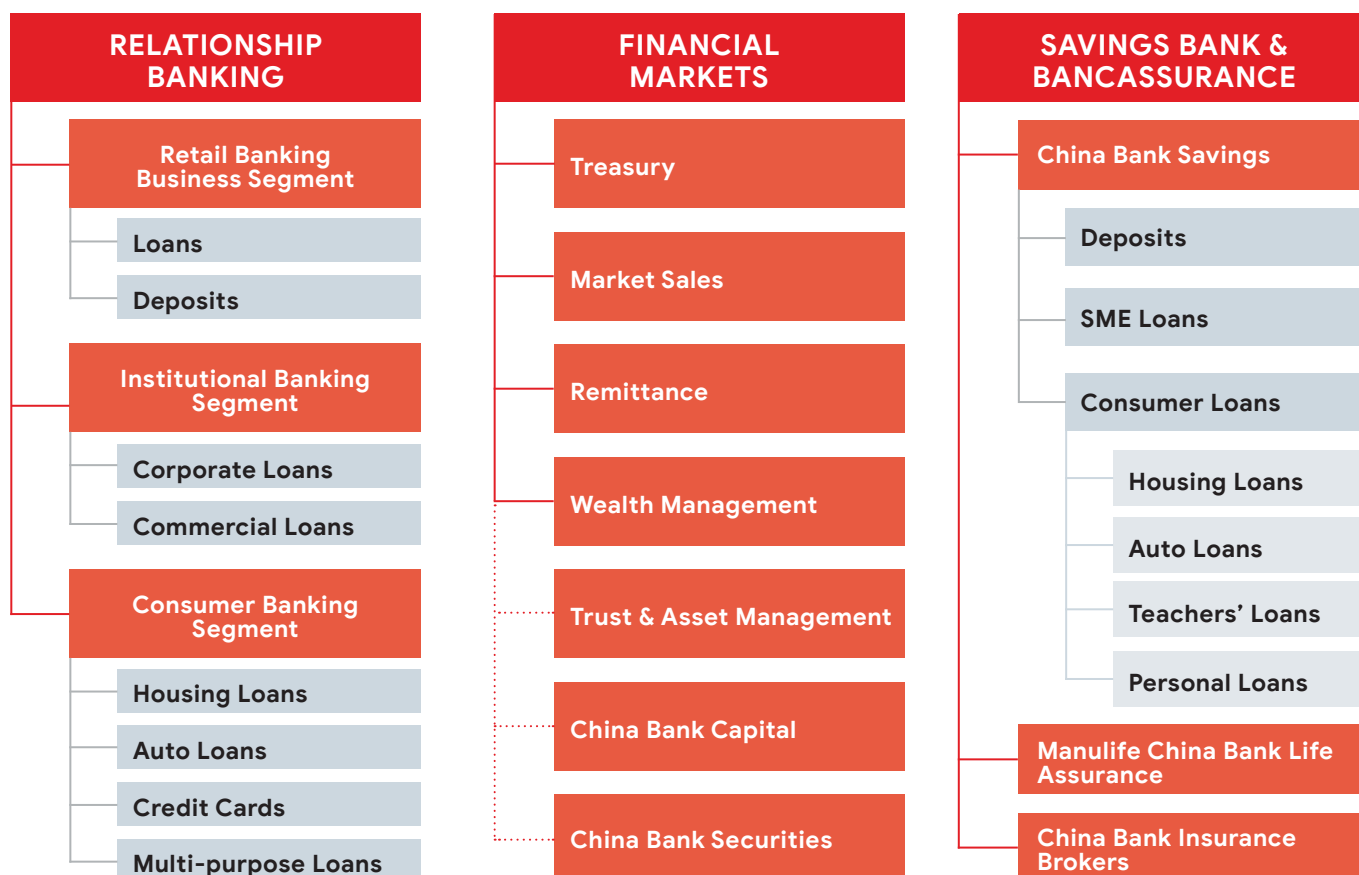 RELATIONSHIP
BANKING
Retail Banking
Business Segment
Loans
Deposits
Institutional Banking
Segment
Corporate Loans
Commercial Loans
Consumer Banking
Segment
Housing Loans
Auto Loans
Credit Cards
Multi-purpose Loans
FINANCIAL
MARKETS
Treasury
Market Sales
Remittance
Wealth Management
Trust & Asset Management
China Bank Capital
China Bank Securities
SAVINGS BANK &
BANCASSURANCE
China Bank Savings
Deposits
SME Loans
Consumer Loans
Housing Loans
Auto Loans
Teachers’ Loans
Personal Loans
Manulife China Bank Life
Assurance
China Bank Insurance
Brokers